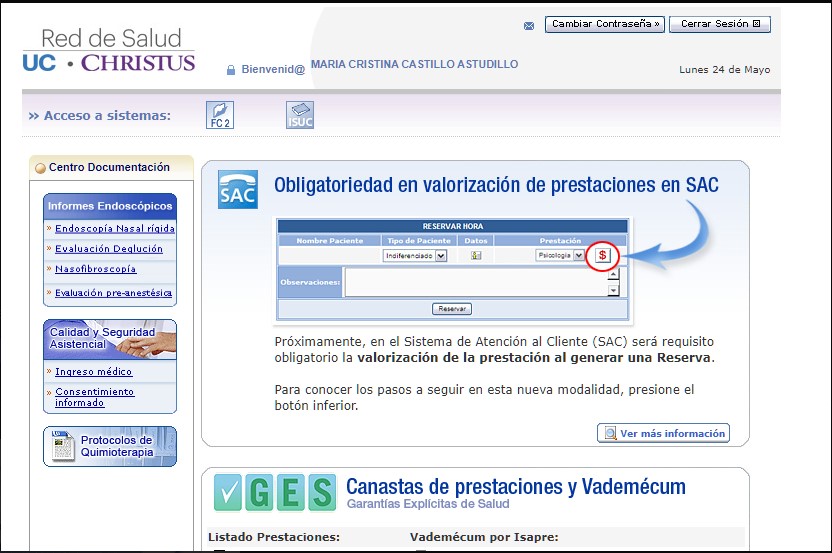 Cambiar Contraseña »
Cerrar Sesión
Red de Salud
UC • CHRISTUS
Bienvenid@ MARIA CRISTINA CASTILLO ASTUDILLO
Lunes 24 de Mayo
» Acceso a sistemas:
FC 2
ISUC
Centro Documentación
Informes Endoscópicos
» Endoscopía Nasal rígida
» Evaluación Deglución
» Nasofibroscopía
» Evaluación pre-anestésica
Calidad y Seguridad
Asistencial
» Ingreso médico
» Consentimiento
informado
Protocolos de
Quimioterapia
SAC
Obligatoriedad en valorización de prestaciones en SAC
RESERVAR HORA
Nombre Paciente Tipo de Paciente Datos Prestación
Indiferenciado Psicología $
Observaciones:
Reservar
Próximamente, en el Sistema de Atención al Cliente (SAC) será requisito
obligatorio la valorización de la prestación al generar una Reserva.
Para conocer los pasos a seguir en esta nueva modalidad, presione el
botón inferior.
Ver más información
GES
Canastas de prestaciones y Vademécum
Garantías Explícitas de Salud
Listado Prestaciones: Vademécum por Isapre: